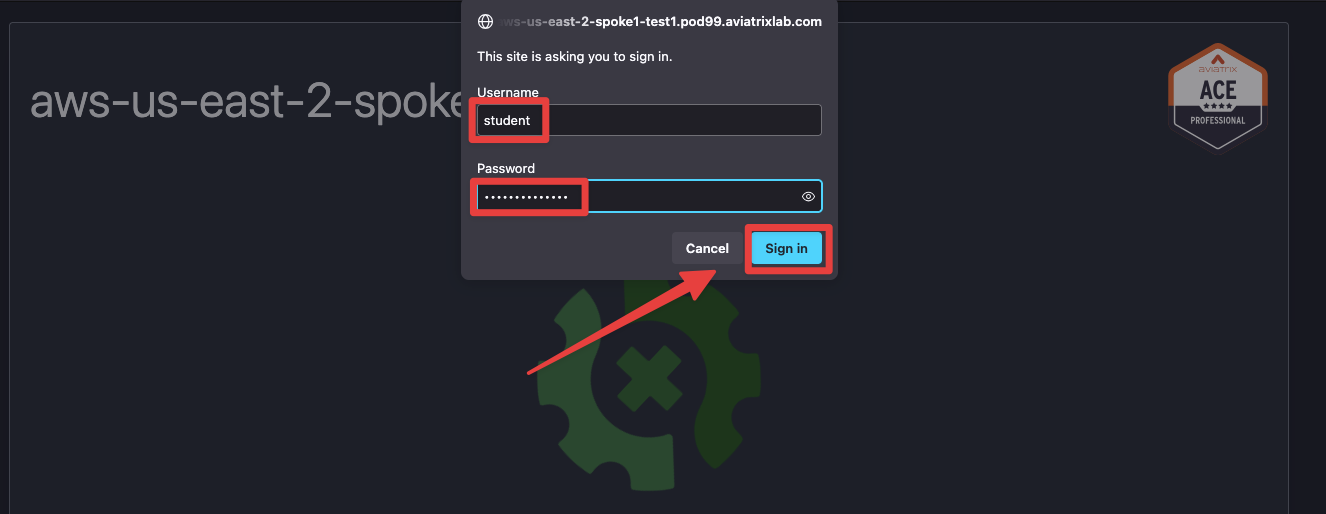 aws-us-east-2-spoke1-test1.pod99.aviatrixlab.com
This site is asking you to sign in.
Username
student
Password
••••••••••••••
Cancel
Sign in
aws-us-east-2-spoke
aviatrix
ACE
PROFESSIONAL